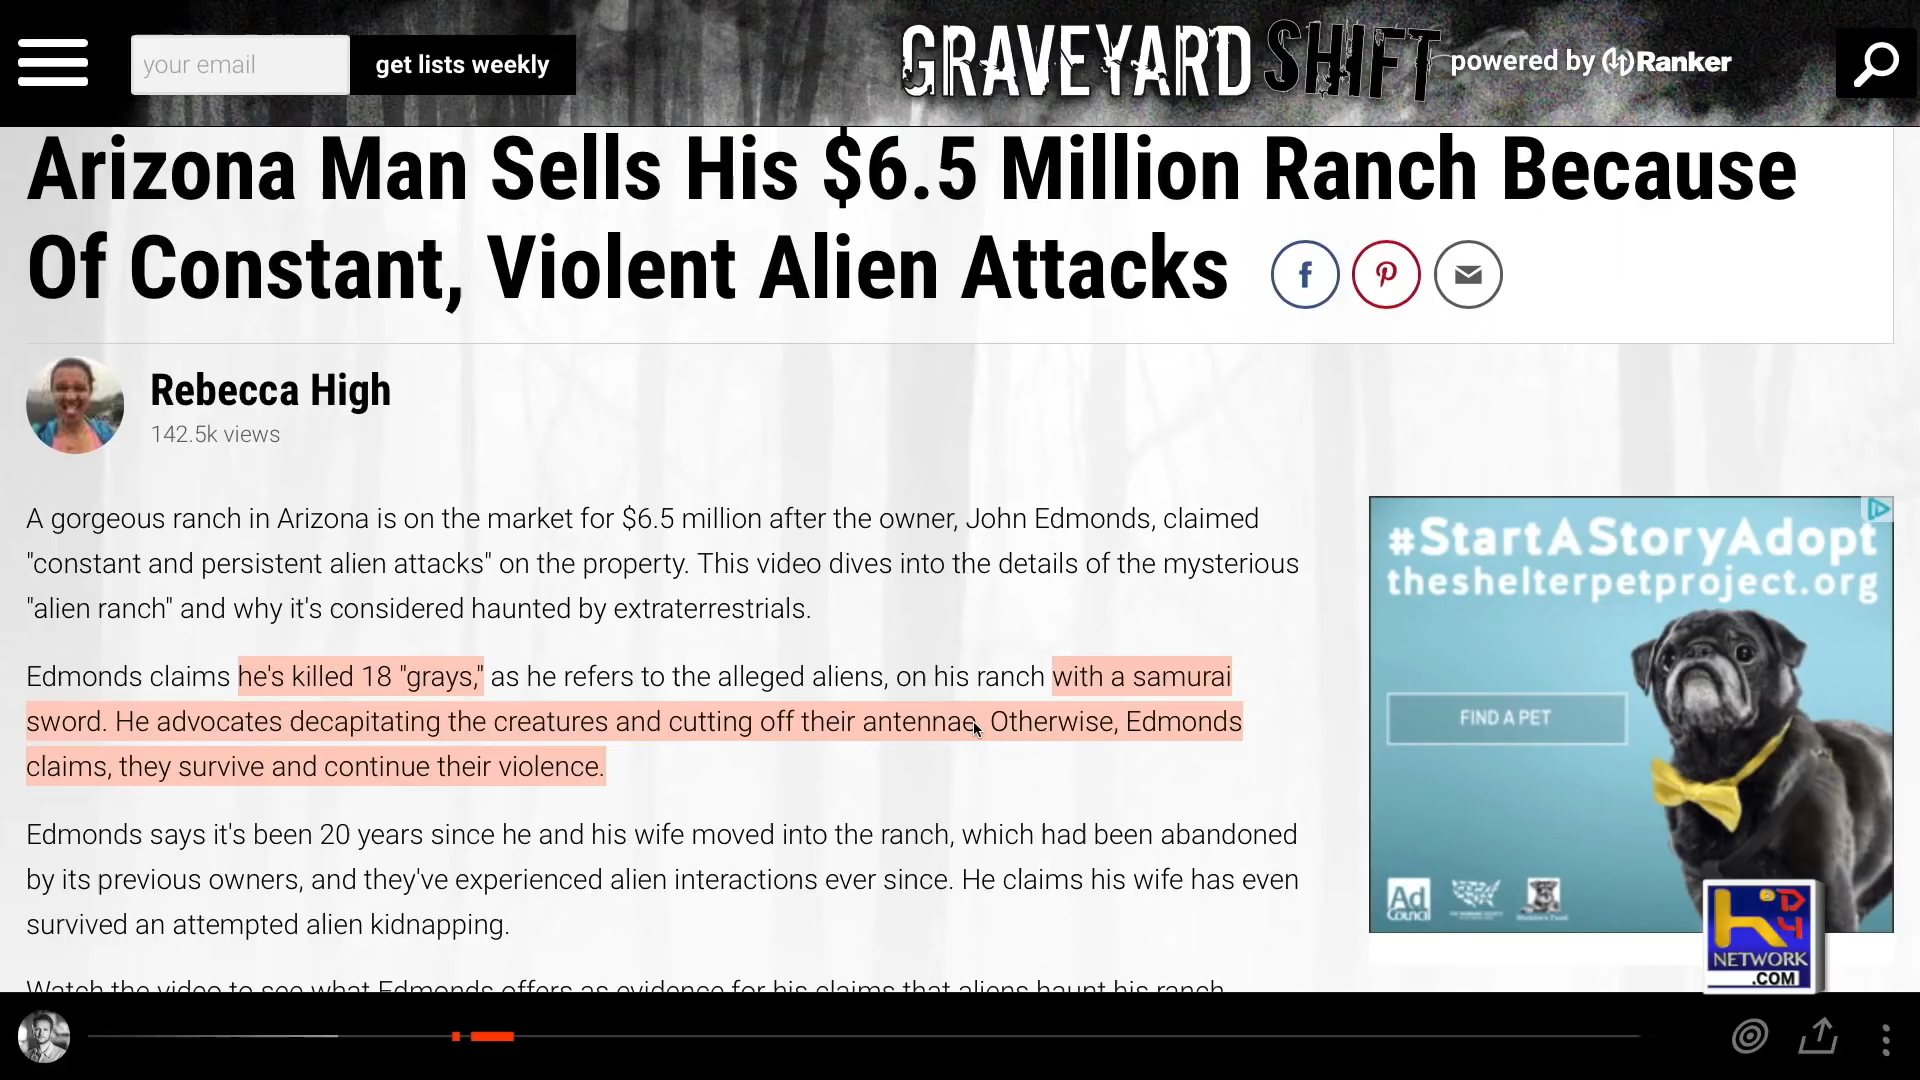 your email
get lists weekly
GRAVEYARD SHIFT
powered by Ranker
Arizona Man Sells His $6.5 Million Ranch Because
Of Constant, Violent Alien Attacks
Rebecca High
142.5k views
A gorgeous ranch in Arizona is on the market for $6.5 million after the owner, John Edmonds, claimed
"constant and persistent alien attacks" on the property. This video dives into the details of the mysterious
"alien ranch" and why it's considered haunted by extraterrestrials.
Edmonds claims he's killed 18 "grays," as he refers to the alleged aliens, on his ranch with a samurai
sword. He advocates decapitating the creatures and cutting off their antennae. Otherwise, Edmonds
claims, they survive and continue their violence.
Edmonds says it's been 20 years since he and his wife moved into the ranch, which had been abandoned
by its previous owners, and they've experienced alien interactions ever since. He claims his wife has even
survived an attempted alien kidnapping.
Watch the video to see what Edmonds offers as evidence for his claims that aliens haunt his ranch.
#StartAStoryAdopt
theshelterpetproject.org
FIND A PET
Ad
Council
HD
4
NETWORK
.COM